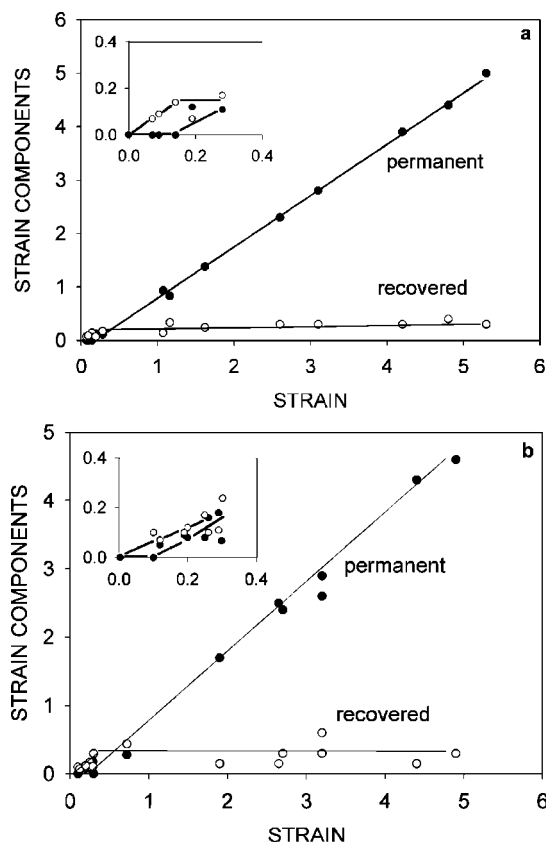 a
STRAIN COMPONENTS
6
5
4
3
2
1
0
0.4
0.2
0.0
0.0 0.2 0.4
permanent
recovered
0 1 2 3 4 5 6
STRAIN
b
STRAIN COMPONENTS
5
4
3
2
1
0
0.4
0.2
0.0
0.0 0.2 0.4
permanent
recovered
0 1 2 3 4 5 6
STRAIN